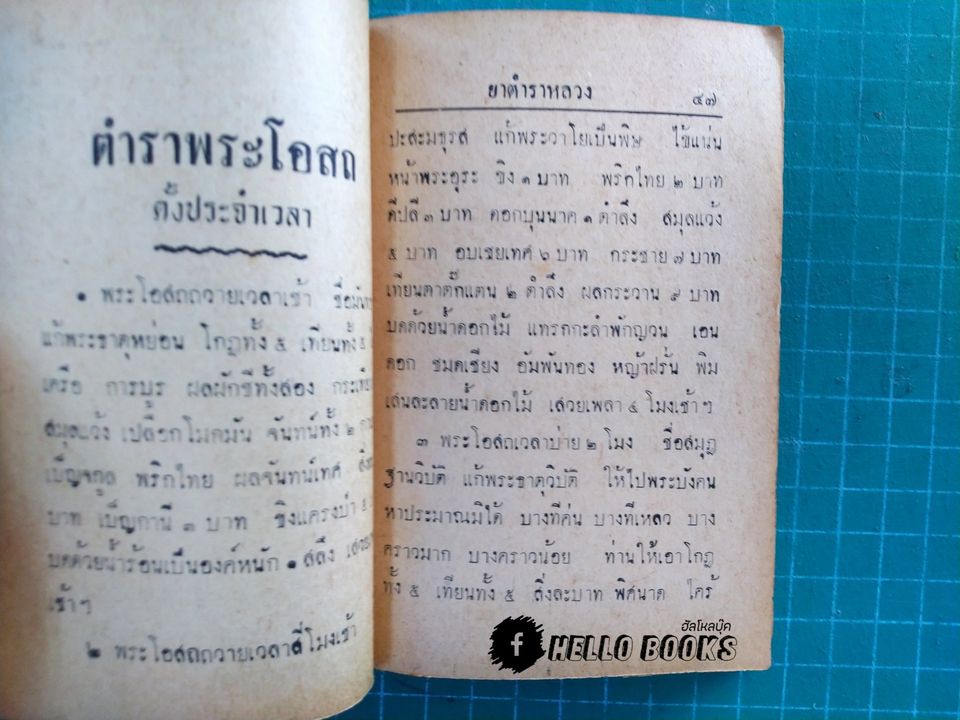 ตำราพระโอสถ
ตั้งประจำเวลา
๑ พระโอสถถวายเวลาเช้า ชื่อ
แก้พระธาตุหย่อน โกฎทั้ง ๕ เทียนทั้ง ๕
เครือ การบูร ผลผักชีทั้งสอง
สมุลแว้ง เปลือกโมคมัน จันทน์ทั้ง ๒
เบ็ญจกูล พริกไทย ผลจันทน์เทศ
บาท เบ็ญกานี ๓ บาท ขิงแครง
บดด้วยน้ำร้อนเป็นองค์หนัก ๑ สลึง
เช้าฯ
๒ พระโอสถถวายเวลาสี่โมงเช้า
ยาตำราหลวง ๔๗
ปะสะมธุรส แก้พระวาโยเป็นพิษ ไข้แน่น
หน้าพระอุระ ขิง ๑ บาท พริกไทย ๒ บาท
ดีปลี ๓ บาท ดอกบุนนาค ๑ ตำลึง สมุลแว้ง
๕ บาท อบเชยเทศ ๖ บาท กระชาย ๗ บาท
เทียนตาตั๊กแตน ๒ ตำลึง ผลกระวาน ๙ บาท
บดด้วยน้ำดอกไม้ แทรกกะลำพักญวน เอน
ดอก ชมดเชียง อัมพันทอง หญ้าฝรั่น พิม
เสนละลายน้ำดอกไม้ เสวยเพลา ๔ โมงเช้าฯ
๓ พระโอสถเวลาบ่าย ๒ โมง ชื่อสมุฏ
ฐานวิบัติ แก้พระธาตุวิบัติ ให้ไปพระบังคน
หาประมาณมิได้ บางทีค่น บางทีเหลว บาง
คราวมาก บางคราวน้อย ท่านให้เอาโกฎ
ทั้ง ๕ เทียนทั้ง ๕ สิ่งละบาท พิศนาด ใคร้
ฮัลโหลบุ๊ค
f HELLO BOOKS